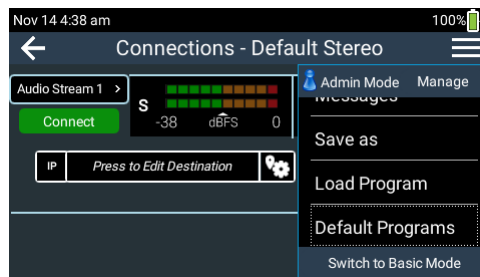 Nov 14 4:38 am 100%
Connections - Default Stereo
Audio Stream 1 >
Connect
S
-38 dBFS 0
IP Press to Edit Destination
Admin Mode Manage
Messages
Save as
Load Program
Default Programs
Switch to Basic Mode